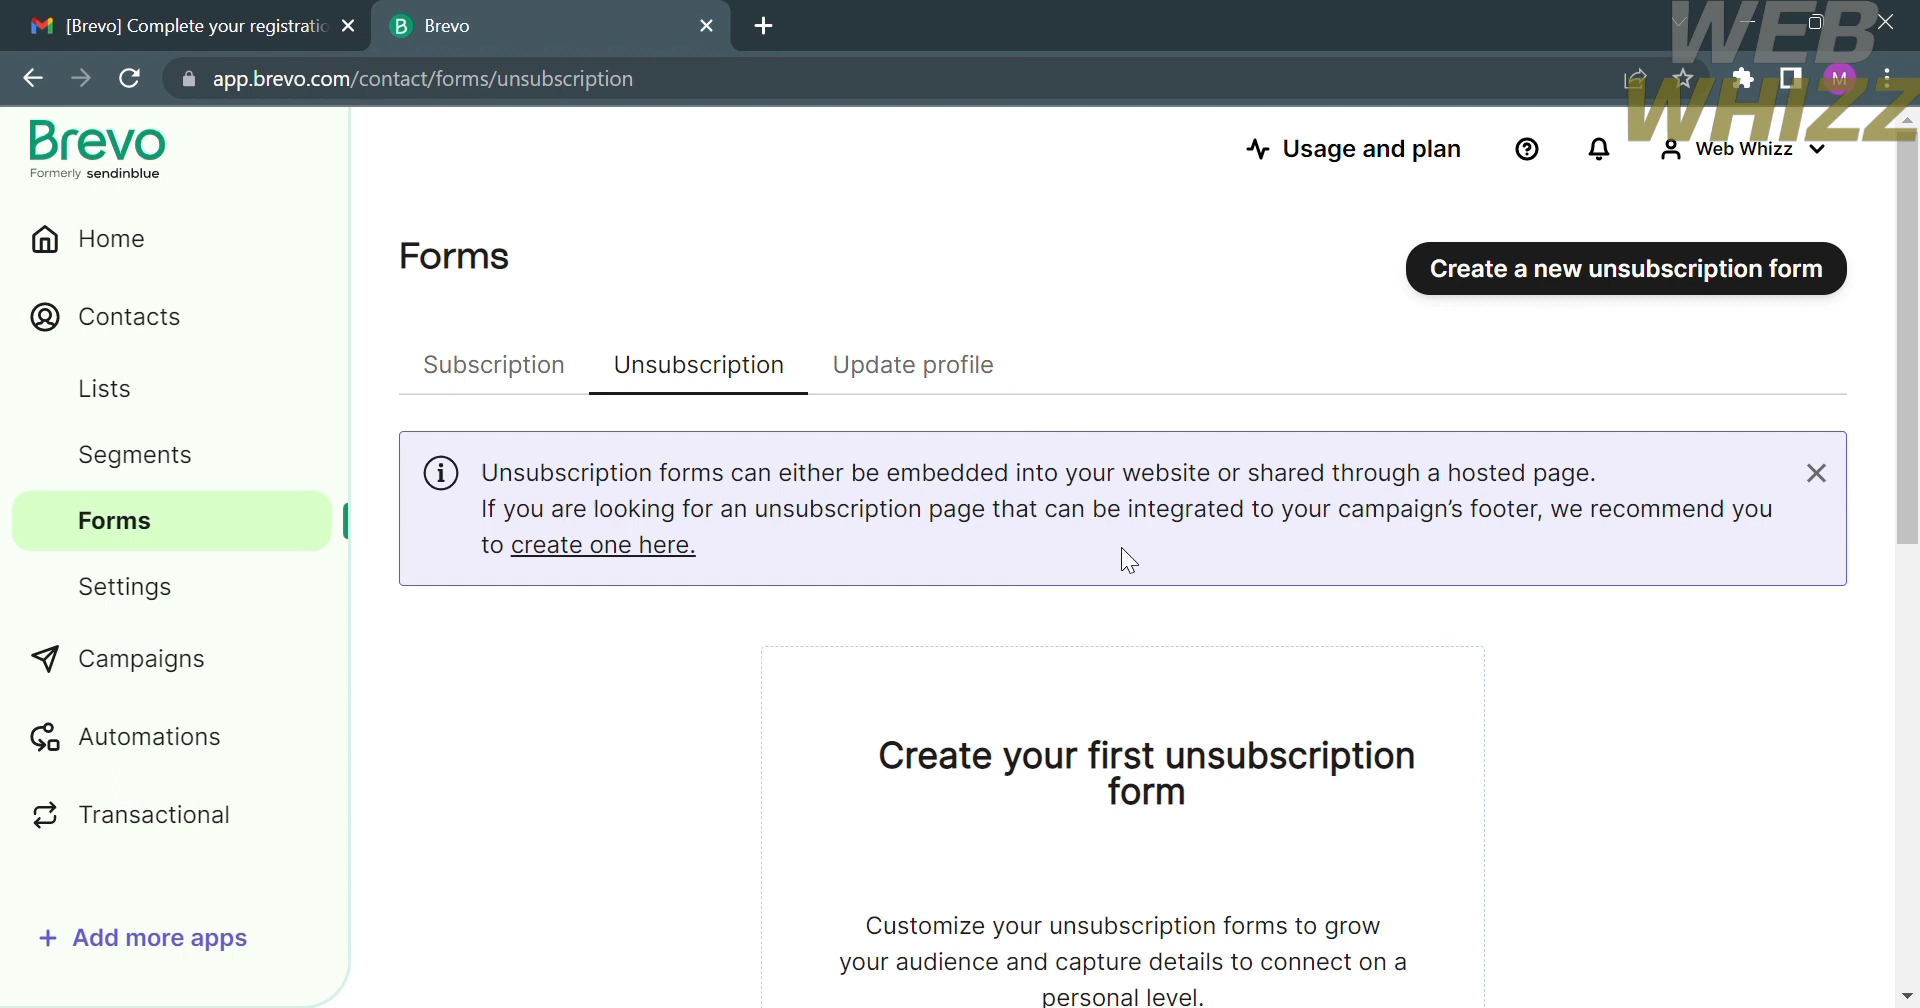 [Brevo] Complete your registratio
Brevo
app.brevo.com/contact/forms/unsubscription
M
WEB
WHIZZ
Brevo
Formerly sendinblue
Usage and plan
Web Whizz
Home
Contacts
Lists
Segments
Forms
Settings
Campaigns
Automations
Transactional
+ Add more apps
Forms
Create a new unsubscription form
Subscription Unsubscription Update profile
Unsubscription forms can either be embedded into your website or shared through a hosted page.
If you are looking for an unsubscription page that can be integrated to your campaign's footer, we recommend you
to create one here.
Create your first unsubscription
form
Customize your unsubscription forms to grow
your audience and capture details to connect on a
personal level.